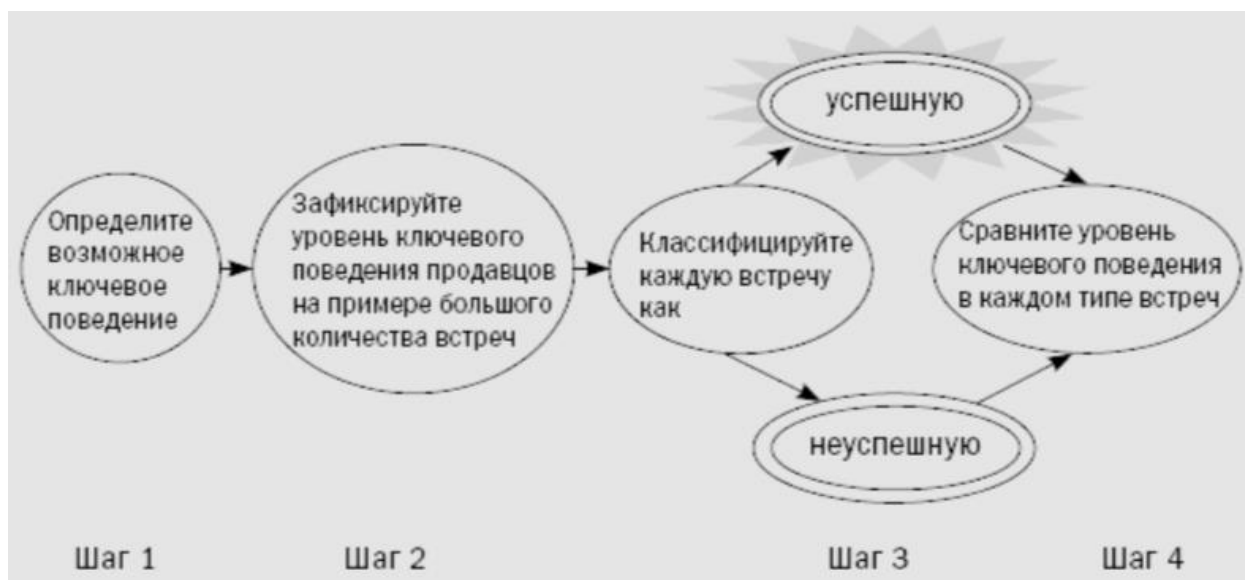 Определите
возможное
ключевое
поведение
Зафиксируйте
уровень ключевого
поведения продавцов
на примере большого
количества встреч
Классифицируйте
каждую встречу
как
успешную
неуспешную
Сравните уровень
ключевого поведения
в каждом типе встреч
Шаг 1
Шаг 2
Шаг 3
Шаг 4